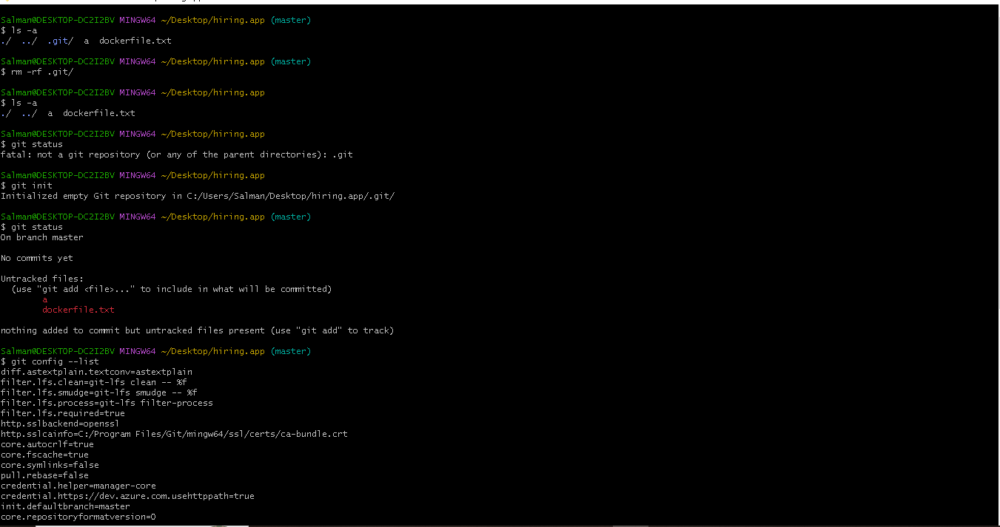 Salman@DESKTOP-DC2I2BV MINGW64 ~/Desktop/hiring.app (master)
$ ls -a
./  ../  .git/  a  dockerfile.txt
Salman@DESKTOP-DC2I2BV MINGW64 ~/Desktop/hiring.app (master)
$ rm -rf .git/
Salman@DESKTOP-DC2I2BV MINGW64 ~/Desktop/hiring.app
$ ls -a
./  ../  a  dockerfile.txt
Salman@DESKTOP-DC2I2BV MINGW64 ~/Desktop/hiring.app
$ git status
fatal: not a git repository (or any of the parent directories): .git
Salman@DESKTOP-DC2I2BV MINGW64 ~/Desktop/hiring.app
$ git init
Initialized empty Git repository in C:/Users/Salman/Desktop/hiring.app/.git/
Salman@DESKTOP-DC2I2BV MINGW64 ~/Desktop/hiring.app (master)
$ git status
On branch master
No commits yet
Untracked files:
  (use "git add <file>..." to include in what will be committed)
        a
        dockerfile.txt
nothing added to commit but untracked files present (use "git add" to track)
Salman@DESKTOP-DC2I2BV MINGW64 ~/Desktop/hiring.app (master)
$ git config --list
diff.astextplain.textconv=astextplain
filter.lfs.clean=git-lfs clean -- %f
filter.lfs.smudge=git-lfs smudge -- %f
filter.lfs.process=git-lfs filter-process
filter.lfs.required=true
http.sslbackend=openssl
http.sslcainfo=C:/Program Files/Git/mingw64/ssl/certs/ca-bundle.crt
core.autocrlf=true
core.fscache=true
core.symlinks=false
pull.rebase=false
credential.helper=manager-core
credential.https://dev.azure.com.usehttppath=true
init.defaultbranch=master
core.repositoryformatversion=0